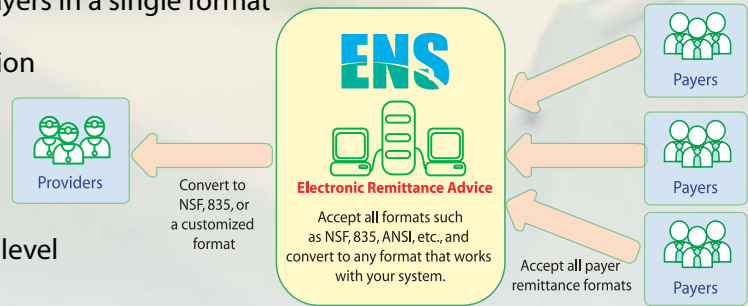 yers in a single format
ion
level
Providers
Convert to
NSF, 835, or
a customized
format
ENS
Electronic Remittance Advice
Accept all formats such
as NSF, 835, ANSI, etc., and
convert to any format that works
with your system.
Accept all payer
remittance formats
Payers
Payers
Payers